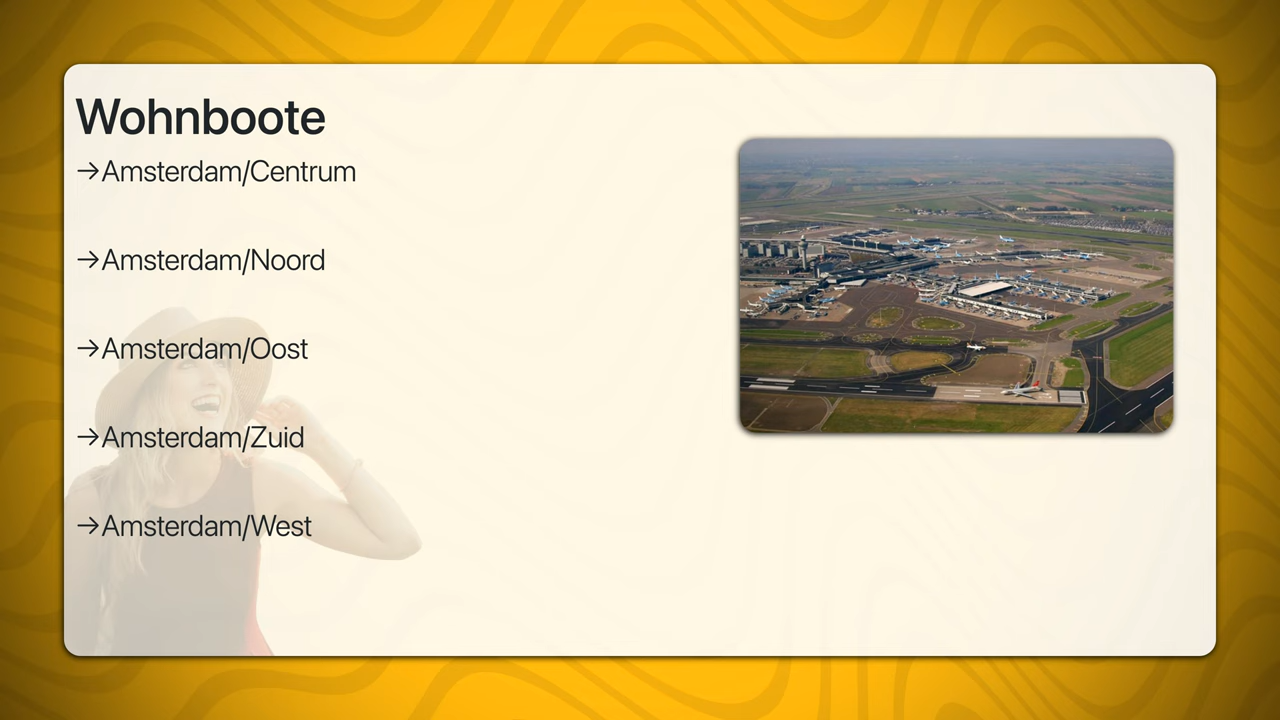 Wohnboote
→Amsterdam/Centrum
→Amsterdam/Noord
→Amsterdam/Oost
→Amsterdam/Zuid
→Amsterdam/West